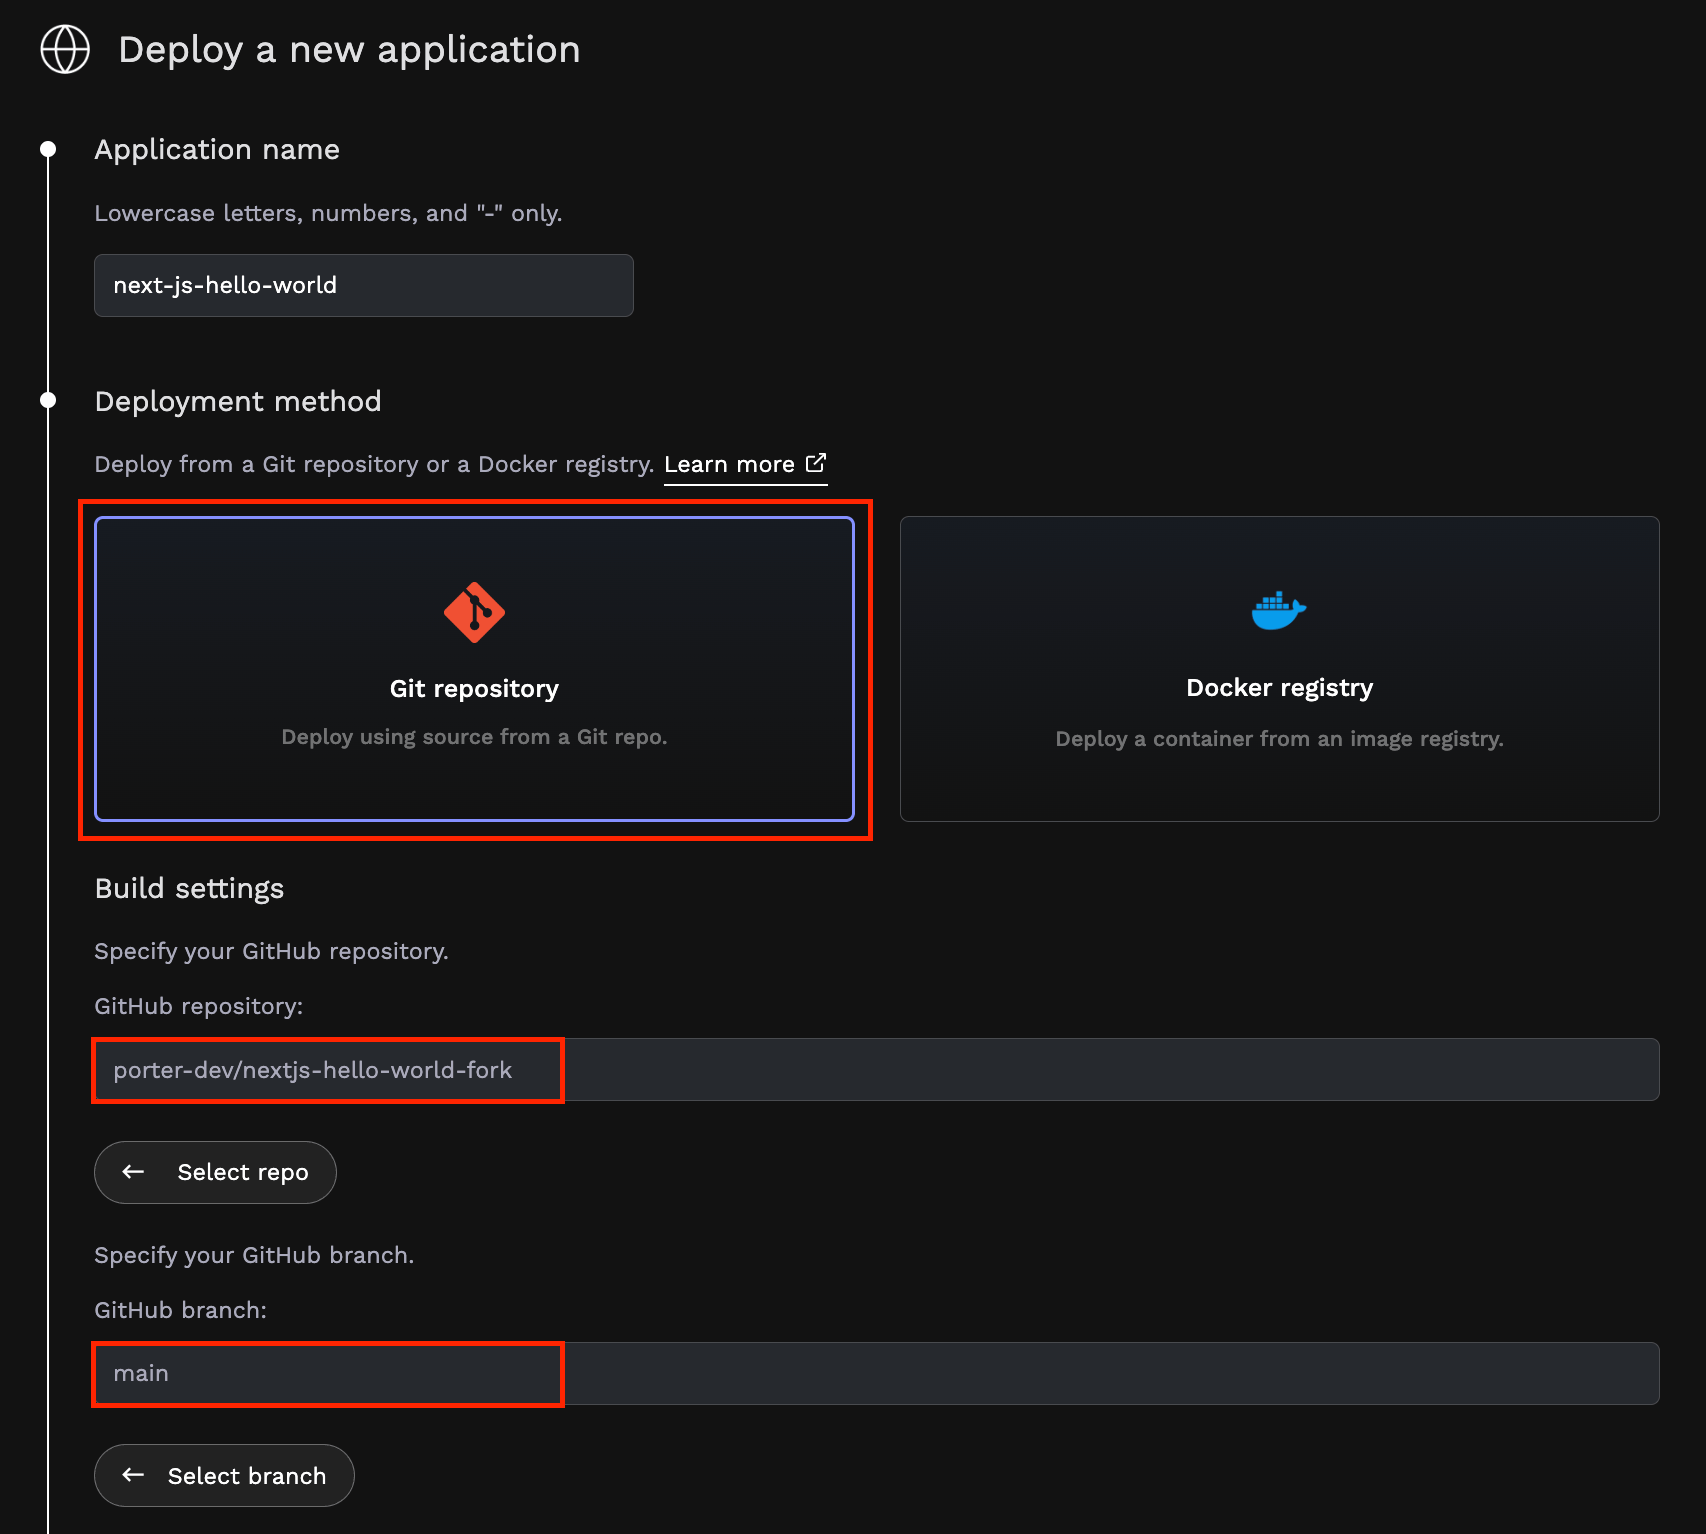 Deploy a new application
Application name
Lowercase letters, numbers, and "-" only.
next-js-hello-world
Deployment method
Deploy from a Git repository or a Docker registry. Learn more
Git repository
Deploy using source from a Git repo.
Docker registry
Deploy a container from an image registry.
Build settings
Specify your GitHub repository.
GitHub repository:
porter-dev/nextjs-hello-world-fork
Select repo
Specify your GitHub branch.
GitHub branch:
main
Select branch